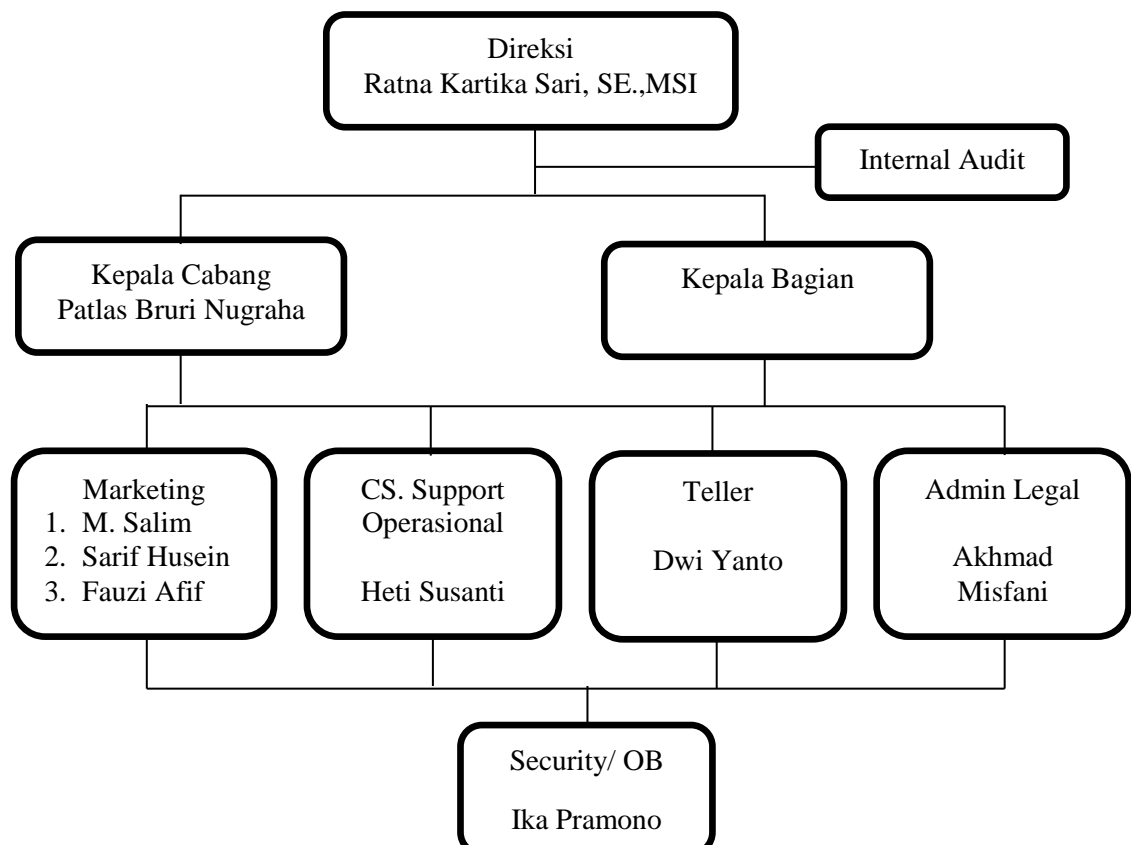 Direksi
Ratna Kartika Sari, SE.,MSI
Internal Audit
Kepala Cabang
Patlas Bruri Nugraha
Kepala Bagian
Marketing
1. M. Salim
2. Sarif Husein
3. Fauzi Afif
CS. Support
Operasional
Heti Susanti
Teller
Dwi Yanto
Admin Legal
Akhmad
Misfani
Security/ OB
Ika Pramono